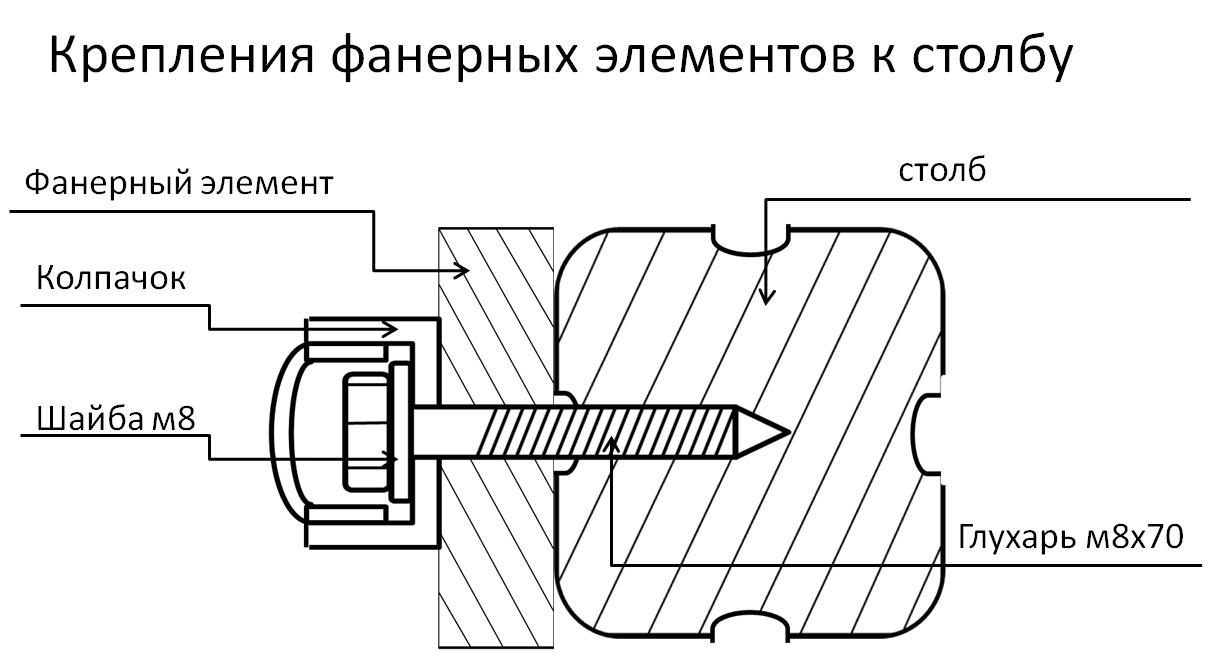 Крепления фанерных элементов к столбу
столб
Фанерный элемент
Колпачок
Шайба м8
Глухарь м8х70